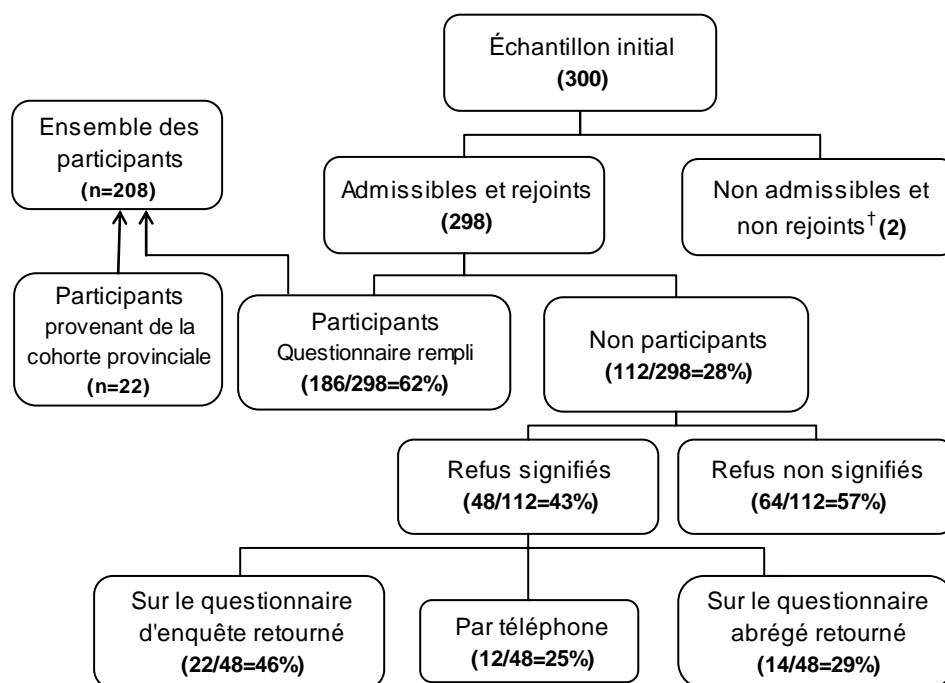 Échantillon initial
(300)
Ensemble des
participants
(n=208)
Admissibles et rejoints
(298)
Non admissibles et
non rejoints† (2)
Participants
provenant de la
cohorte provinciale
(n=22)
Participants
Questionnaire rempli
(186/298=62%)
Non participants
(112/298=28%)
Refus signifiés
(48/112=43%)
Refus non signifiés
(64/112=57%)
Sur le questionnaire
d'enquête retourné
(22/48=46%)
Par téléphone
(12/48=25%)
Sur le questionnaire
abrégé retourné
(14/48=29%)